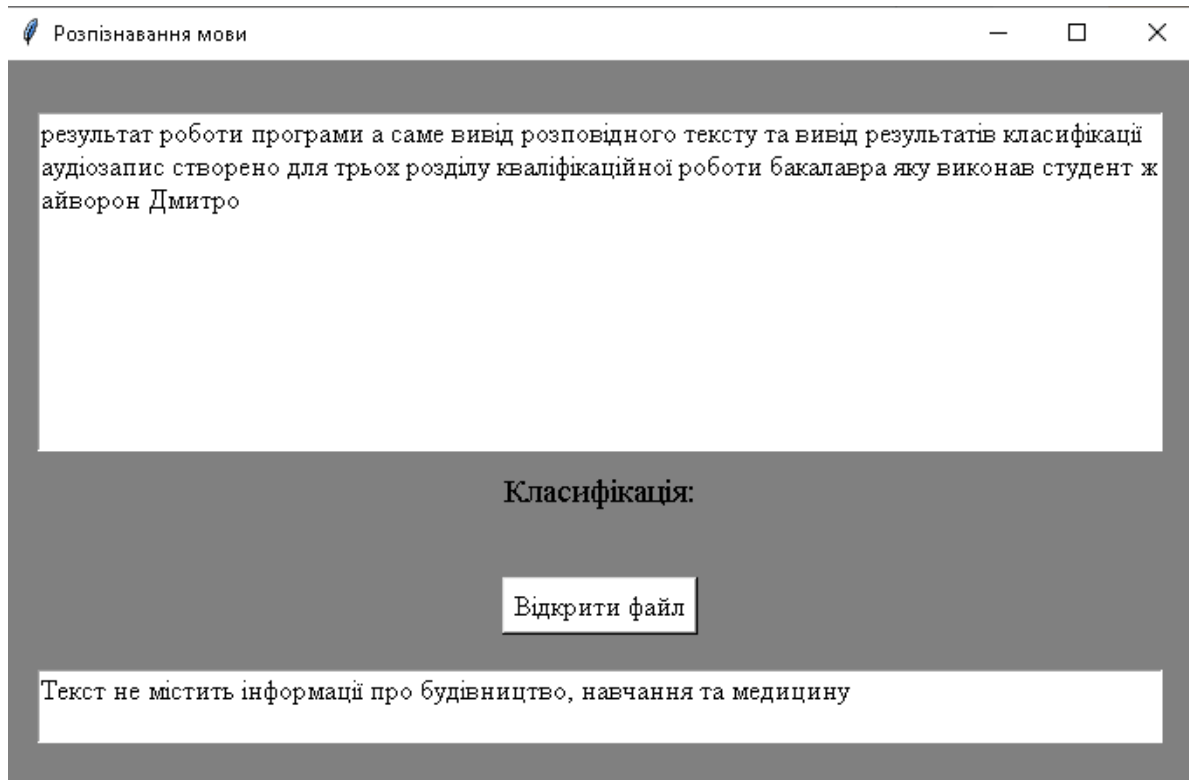 Розпізнавання мови
результат роботи програми а саме вивід розповідного тексту та вивід результатів класифікації
аудіозапис створено для трьох розділу кваліфікаційної роботи бакалавра яку виконав студент ж
айворон Дмитро
Класифікація:
Відкрити файл
Текст не містить інформації про будівництво, навчання та медицину